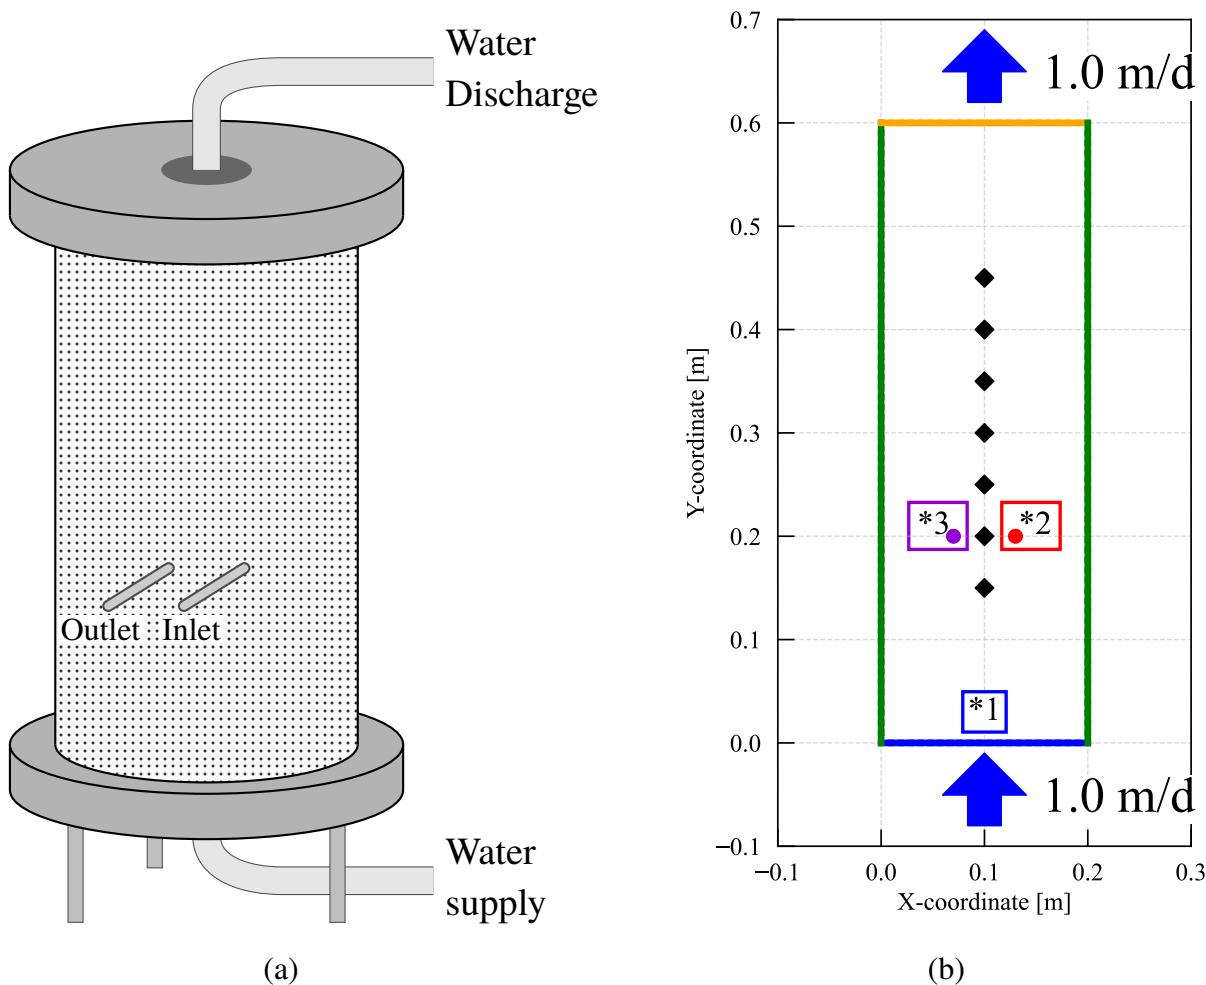 Water
Discharge
Outlet
Inlet
Water
supply
(a)
1.0 m/d
0.7
0.6
0.5
0.4
0.3
0.2
0.1
0.0
−0.1
Y-coordinate [m]
*3
*2
*1
1.0 m/d
−0.1
0.0
0.1
0.2
0.3
X-coordinate [m]
(b)